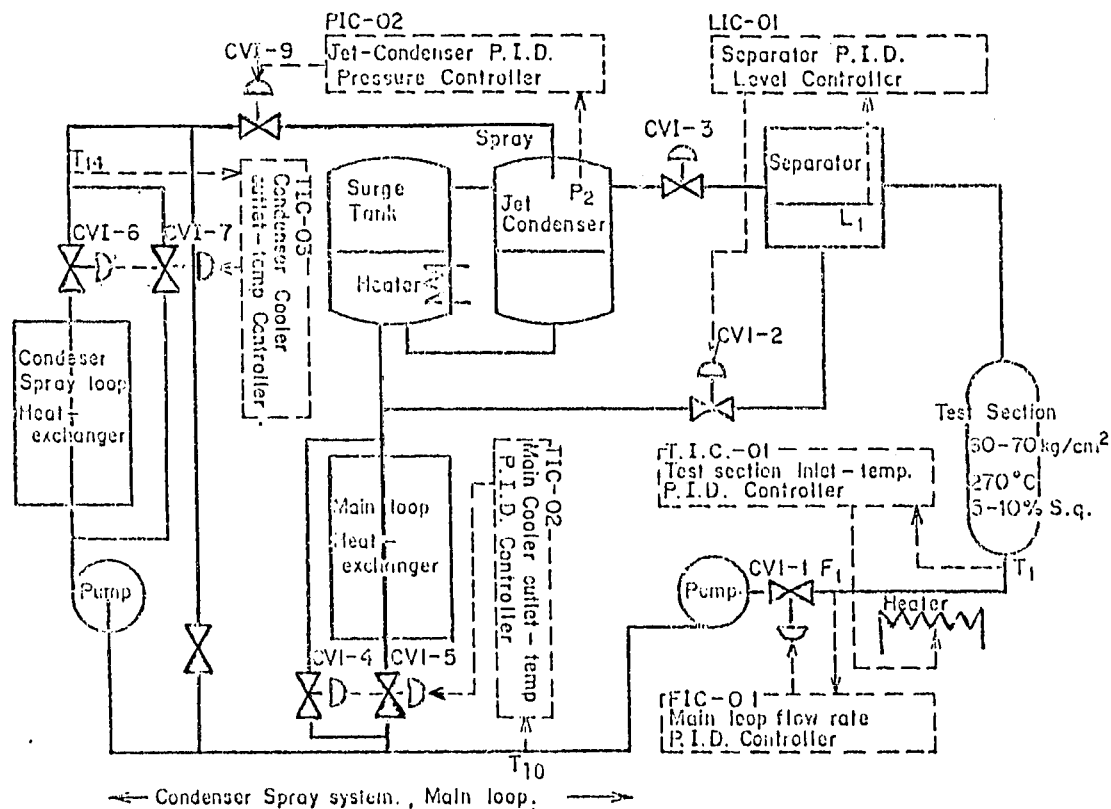 PIC-02
Jet-Condenser P.I.D.
Pressure Controller
CVI-9
LIC-01
Separator P.I.D.
Level Controller
CVI-3
Spray
Separator
L1
T14
TIC-03
Condenser Cooler
outlet-temp Controller
Surge
Tank
Heater
P2
Jet
Condenser
CVI-6
CVI-7
CVI-2
Condeser
Spray loop
Heat-
exchanger
Test Section
30-70kg/cm2
270°C
5-10% S.q.
T.I.C.-01
Test section Inlet-temp.
P.I.D. Controller
TIC-02
Main Cooler outlet-temp
P.I.D. Controller
Main loop
Heat-
exchanger
Pump
Pump
CVI-1
F1
T1
Heater
CVI-4
CVI-5
FIC-01
Main loop flow rate
P.I.D. Controller
T10
Condenser Spray system., Main loop,